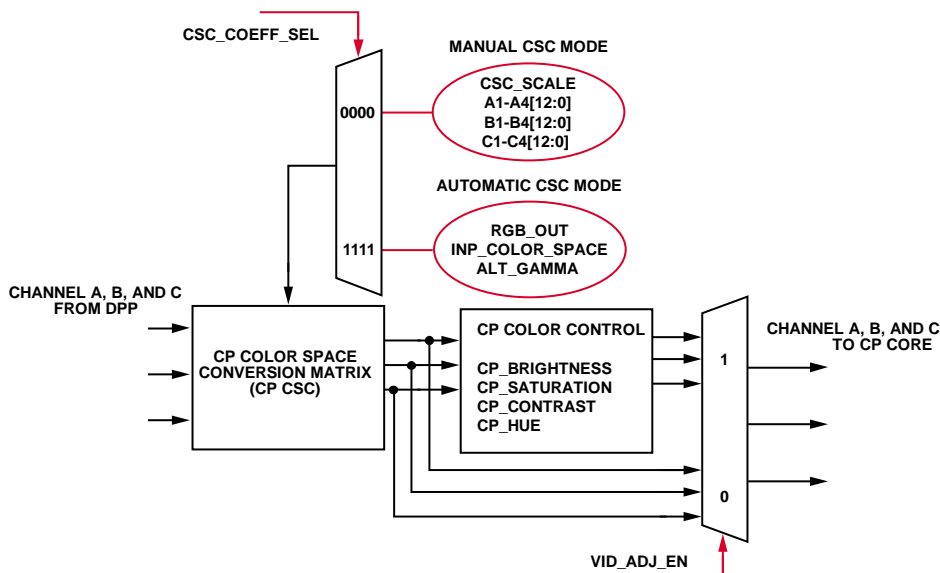 CSC_COEFF_SEL
MANUAL CSC MODE
0000
CSC_SCALE
A1-A4[12:0]
B1-B4[12:0]
C1-C4[12:0]
AUTOMATIC CSC MODE
1111
RGB_OUT
INP_COLOR_SPACE
ALT_GAMMA
CHANNEL A, B, AND C
FROM DPP
CP COLOR SPACE
CONVERSION MATRIX
(CP CSC)
CP COLOR CONTROL
CP_BRIGHTNESS
CP_SATURATION
CP_CONTRAST
CP_HUE
1
0
CHANNEL A, B, AND C
TO CP CORE
VID_ADJ_EN